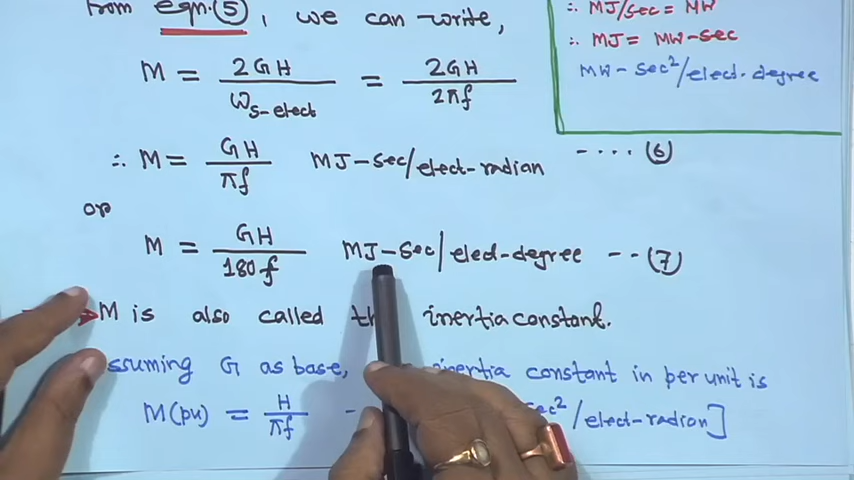 from eqn. (5), we can write,
M = 2GH / ωs-elect = 2GH / 2πf
∴ M = GH / πf MJ-sec/elect-radian ---- (6)
or
M = GH / 180f MJ-sec/elect-degree -- (7)
M is also called inertia constant.
ssuming G as base, inertia constant in per unit is
M(pu) = H / πf - sec²/elect-radian]
∴ MJ/sec = MW
∴ MJ = MW-sec
MW-sec²/elect-degree